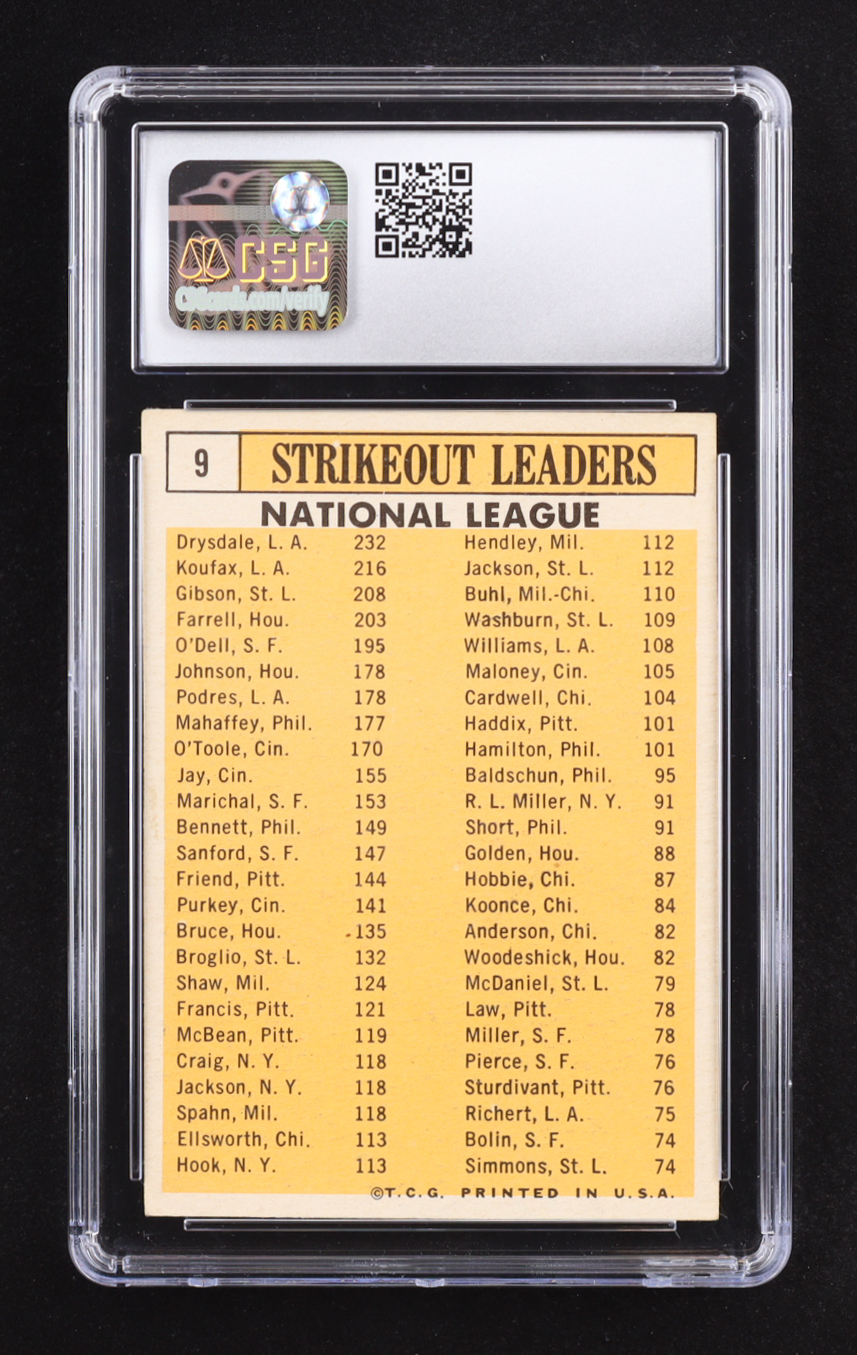 CSG
CSGcards.com/verify
9 STRIKEOUT LEADERS
NATIONAL LEAGUE
Drysdale, L. A. 232
Koufax, L. A. 216
Gibson, St. L. 208
Farrell, Hou. 203
O'Dell, S. F. 195
Johnson, Hou. 178
Podres, L. A. 178
Mahaffey, Phil. 177
O'Toole, Cin. 170
Jay, Cin. 155
Marichal, S. F. 153
Bennett, Phil. 149
Sanford, S. F. 147
Friend, Pitt. 144
Purkey, Cin. 141
Bruce, Hou. 135
Broglio, St. L. 132
Shaw, Mil. 124
Francis, Pitt. 121
McBean, Pitt. 119
Craig, N. Y. 118
Jackson, N. Y. 118
Spahn, Mil. 118
Ellsworth, Chi. 113
Hook, N. Y. 113
Hendley, Mil. 112
Jackson, St. L. 112
Buhl, Mil.-Chi. 110
Washburn, St. L. 109
Williams, L. A. 108
Maloney, Cin. 105
Cardwell, Chi. 104
Haddix, Pitt. 101
Hamilton, Phil. 101
Baldschun, Phil. 95
R. L. Miller, N. Y. 91
Short, Phil. 91
Golden, Hou. 88
Hobbie, Chi. 87
Koonce, Chi. 84
Anderson, Chi. 82
Woodeshick, Hou. 82
McDaniel, St. L. 79
Law, Pitt. 78
Miller, S. F. 78
Pierce, S. F. 76
Sturdivant, Pitt. 76
Richert, L. A. 75
Bolin, S. F. 74
Simmons, St. L. 74
©T.C.G. PRINTED IN U.S.A.